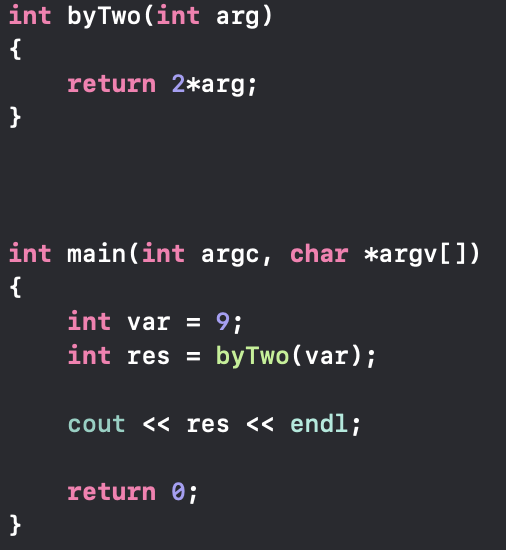 int byTwo(int arg)
{
    return 2*arg;
}
int main(int argc, char *argv[])
{
    int var = 9;
    int res = byTwo(var);
    cout << res << endl;
    return 0;
}